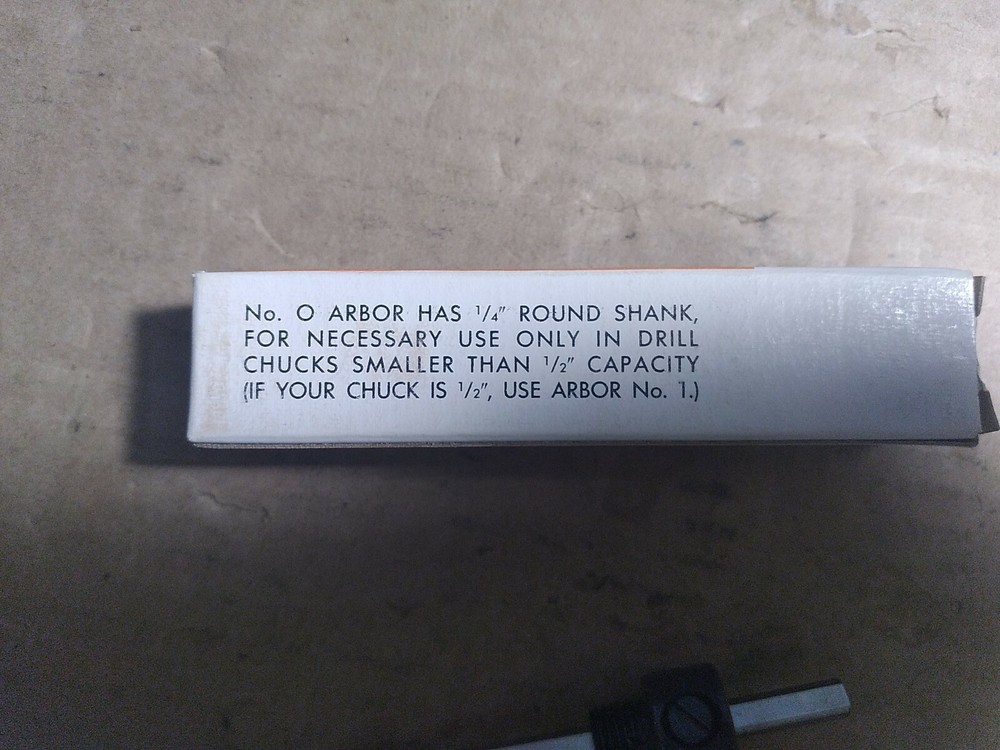 No. O ARBOR HAS 1/4" ROUND SHANK,
FOR NECESSARY USE ONLY IN DRILL
CHUCKS SMALLER THAN 1/2" CAPACITY
(IF YOUR CHUCK IS 1/2", USE ARBOR No. 1.)